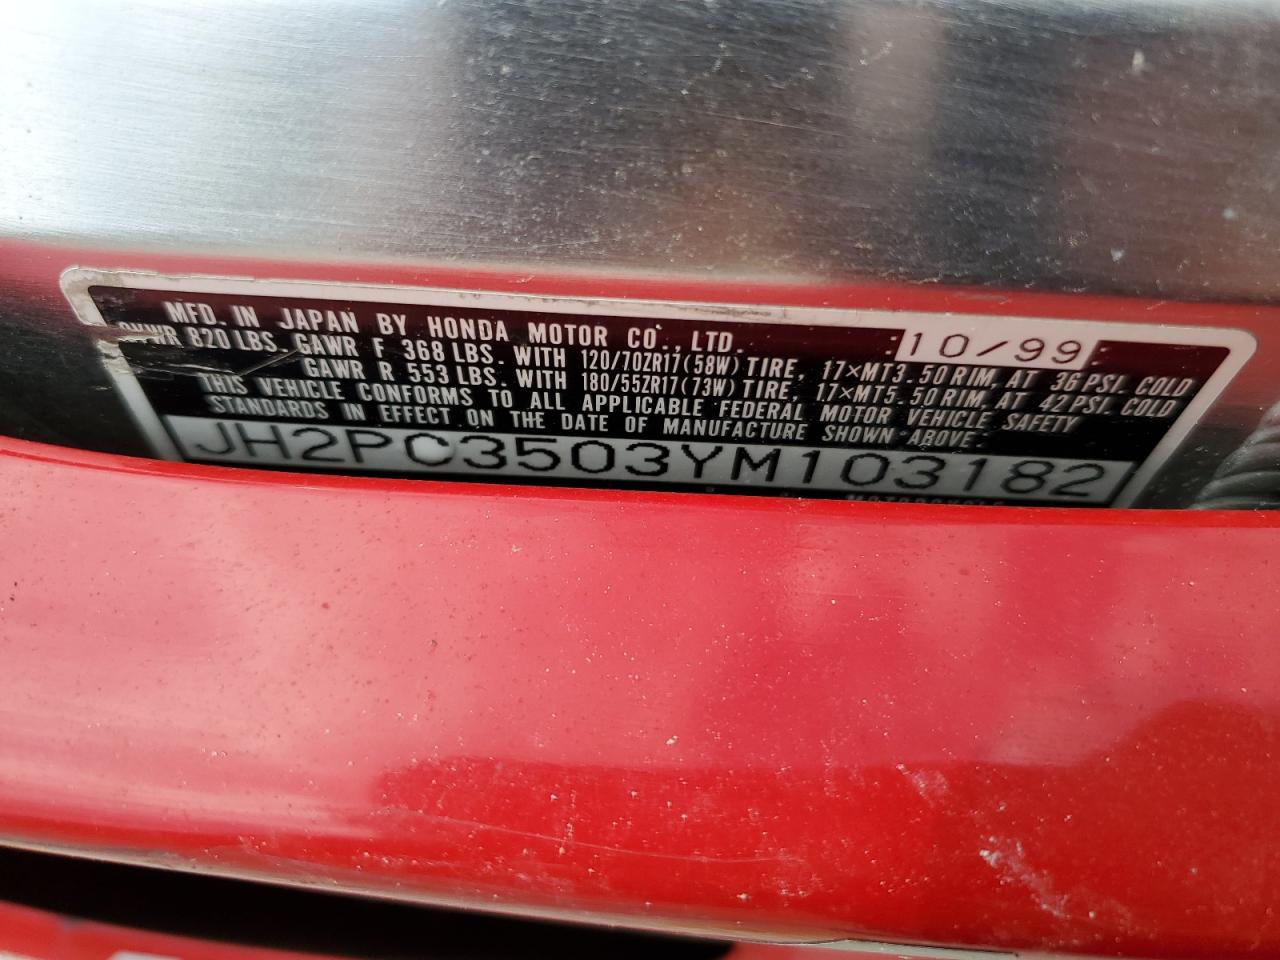 MFD. IN JAPAN BY HONDA MOTOR CO., LTD. 10/99
GVWR 820 LBS. GAWR F 368 LBS. WITH 120/70ZR17(58W) TIRE, 17×MT3.50 RIM, AT 36 PSI. COLD
GAWR R 553 LBS. WITH 180/55ZR17(73W) TIRE, 17×MT5.50 RIM, AT 42 PSI. COLD
THIS VEHICLE CONFORMS TO ALL APPLICABLE FEDERAL MOTOR VEHICLE SAFETY
STANDARDS IN EFFECT ON THE DATE OF MANUFACTURE SHOWN ABOVE.
JH2PC3503YM103182